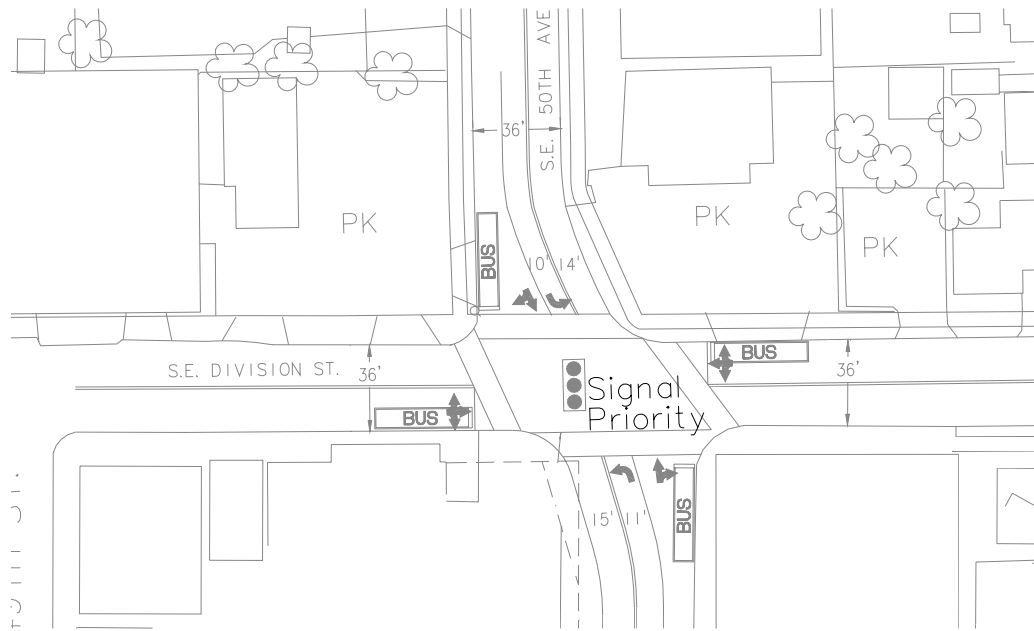 S.E. 50TH AVE
36'
PK
PK
PK
BUS
10' 14'
S.E. DIVISION ST.
36'
BUS
36'
Signal
Priority
BUS
15' 11'
BUS
ST.